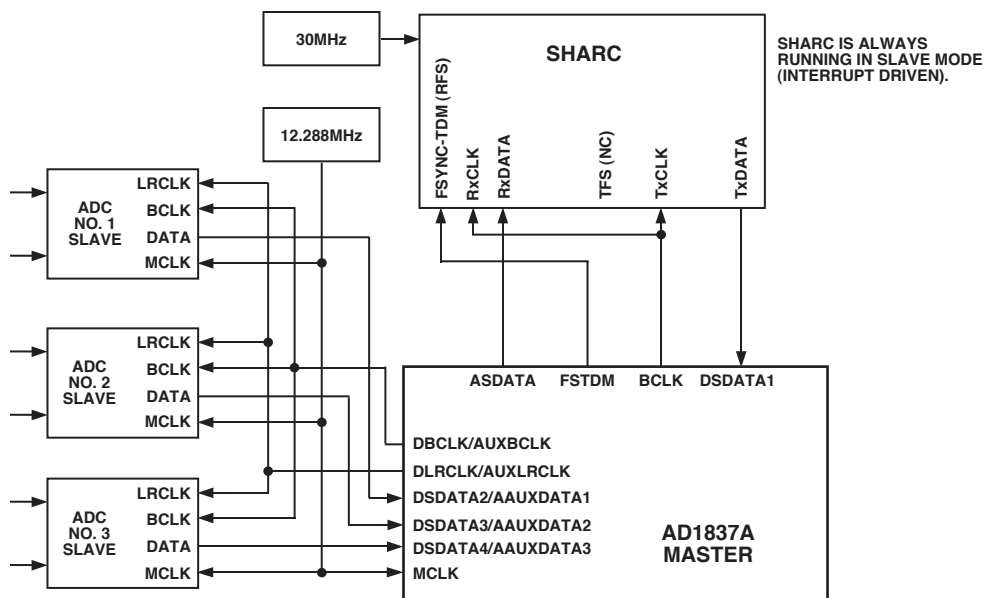 30MHz
SHARC
SHARC IS ALWAYS
RUNNING IN SLAVE MODE
(INTERRUPT DRIVEN).
12.288MHz
FSYNC-TDM (RFS)
RxCLK
RxDATA
TFS (NC)
TxCLK
TxDATA
ADC
NO. 1
SLAVE
LRCLK
BCLK
DATA
MCLK
ADC
NO. 2
SLAVE
LRCLK
BCLK
DATA
MCLK
ADC
NO. 3
SLAVE
LRCLK
BCLK
DATA
MCLK
ASDATA FSTDM BCLK DSDATA1
DBCLK/AUXBCLK
DLRCLK/AUXLRCLK
DSDATA2/AAUXDATA1
DSDATA3/AAUXDATA2
DSDATA4/AAUXDATA3
MCLK
AD1837A
MASTER